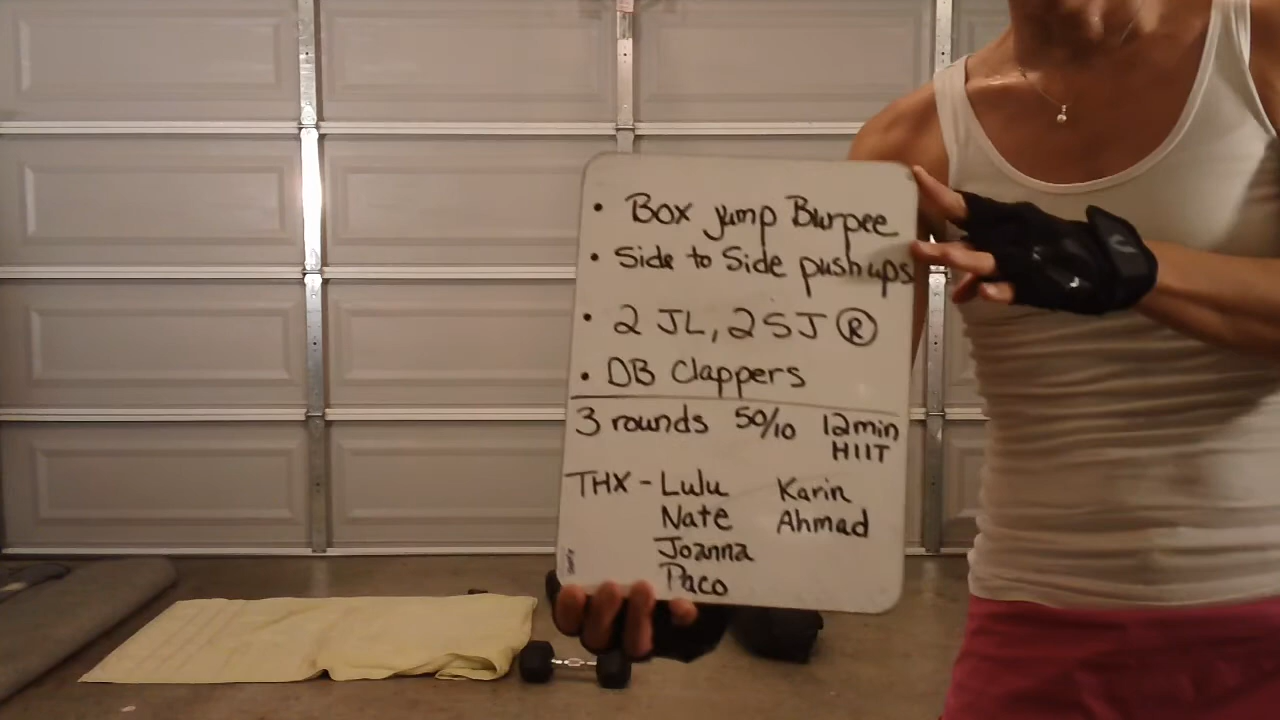 • Box jump Burpee
• Side to Side pushups
• 2 JL, 2 SJ Ⓡ
• DB Clappers
3 rounds 50/10 12min
HIIT
THX - Lulu Karin
Nate Ahmad
Joanna
Paco